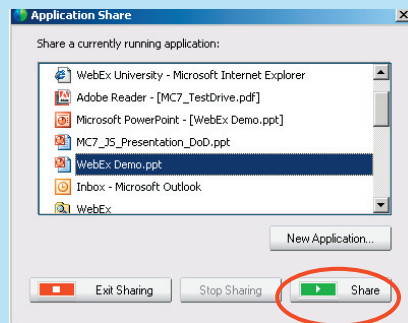 Application Share
Share a currently running application:
WebEx University - Microsoft Internet Explorer
Adobe Reader - [MC7_TestDrive.pdf]
Microsoft PowerPoint - [WebEx Demo.ppt]
MC7_JS_Presentation_DoD.ppt
WebEx Demo.ppt
Inbox - Microsoft Outlook
WebEx
New Application...
Exit Sharing
Stop Sharing
Share